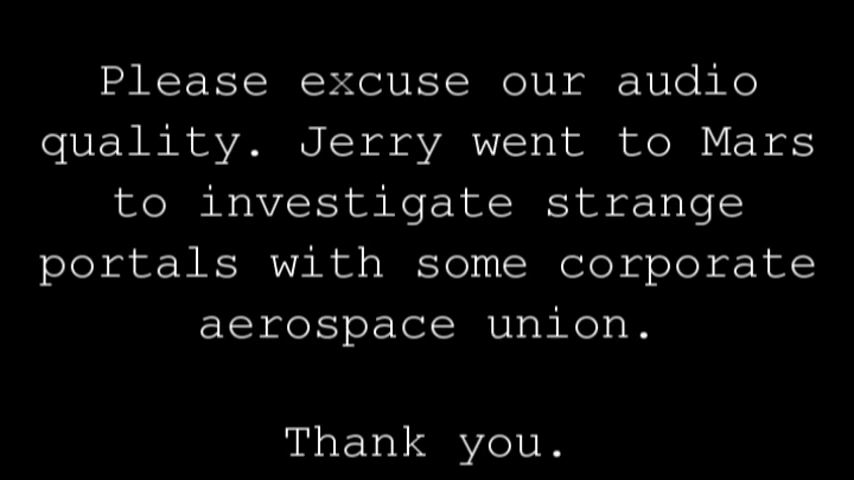 Please excuse our audio
quality. Jerry went to Mars
to investigate strange
portals with some corporate
aerospace union.
Thank you.